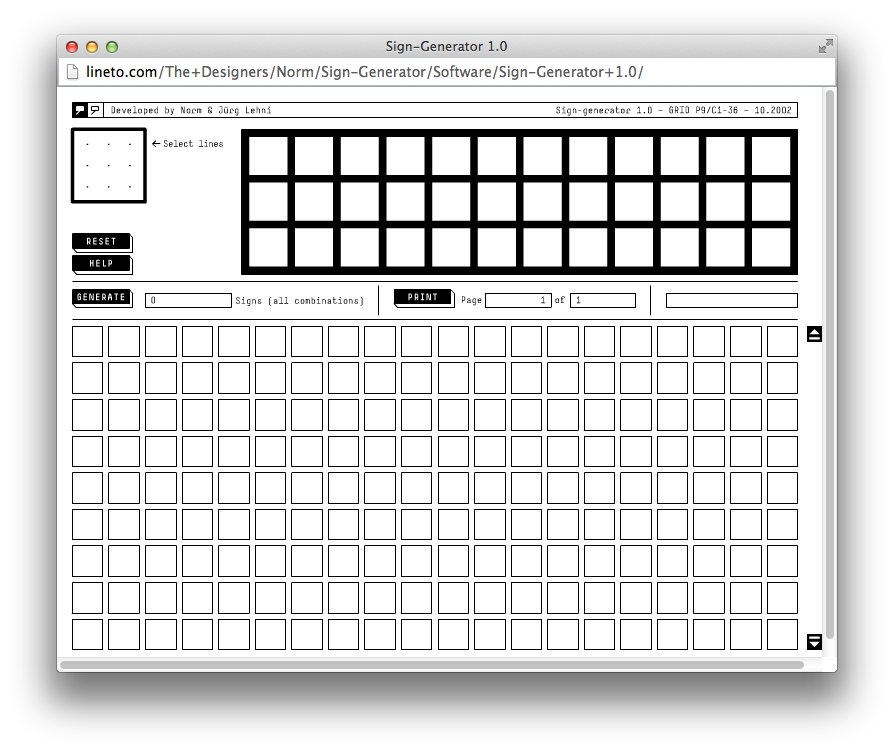 Sign-Generator 1.0
lineto.com/The+Designers/Norm/Sign-Generator/Software/Sign-Generator+1.0/
Developed by Norm & Jürg Lehni
Sign-generator 1.0 – GRID P9/C1-36 – 10.2002
← Select lines
RESET
HELP
GENERATE 0 Signs (all combinations) PRINT Page 1 of 1